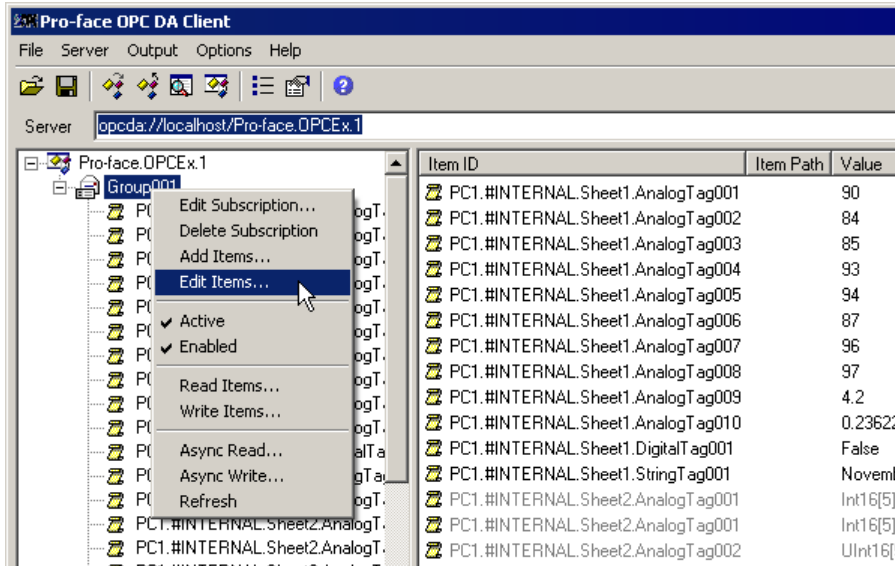 Pro-face OPC DA Client
File Server Output Options Help
Server opcda://localhost/Pro-face.OPCEx.1
Pro-face.OPCEx.1
Group001
Edit Subscription...
Delete Subscription
Add Items...
Edit Items...
Active
Enabled
Read Items...
Write Items...
Async Read...
Async Write...
Refresh
PC1.#INTERNAL.Sheet2.AnalogT
PC1.#INTERNAL.Sheet2.AnalogT
Item ID Item Path Value
PC1.#INTERNAL.Sheet1.AnalogTag001 90
PC1.#INTERNAL.Sheet1.AnalogTag002 84
PC1.#INTERNAL.Sheet1.AnalogTag003 85
PC1.#INTERNAL.Sheet1.AnalogTag004 93
PC1.#INTERNAL.Sheet1.AnalogTag005 94
PC1.#INTERNAL.Sheet1.AnalogTag006 87
PC1.#INTERNAL.Sheet1.AnalogTag007 96
PC1.#INTERNAL.Sheet1.AnalogTag008 97
PC1.#INTERNAL.Sheet1.AnalogTag009 4.2
PC1.#INTERNAL.Sheet1.AnalogTag010 0.23622
PC1.#INTERNAL.Sheet1.DigitalTag001 False
PC1.#INTERNAL.Sheet1.StringTag001 Novem
PC1.#INTERNAL.Sheet2.AnalogTag001 Int16[5]
PC1.#INTERNAL.Sheet2.AnalogTag001 Int16[5]
PC1.#INTERNAL.Sheet2.AnalogTag002 UInt16[